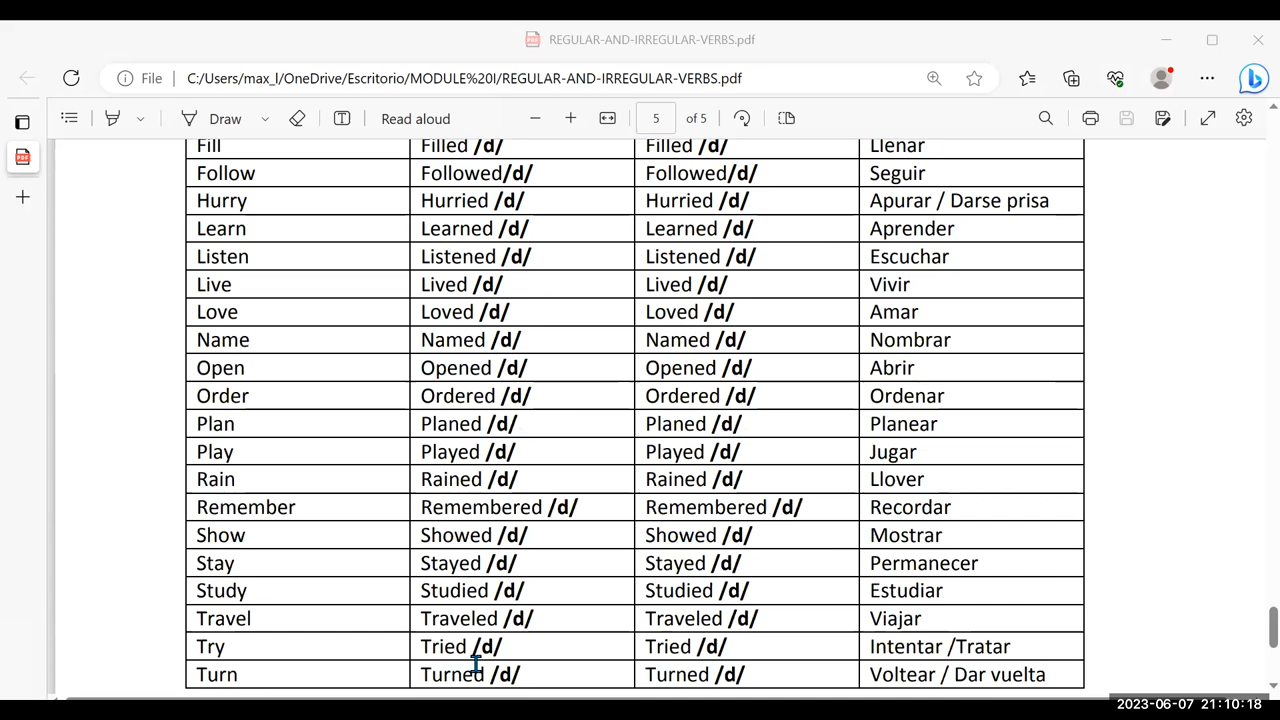 REGULAR-AND-IRREGULAR-VERBS.pdf
File C:/Users/max_l/OneDrive/Escritorio/MODULE%20I/REGULAR-AND-IRREGULAR-VERBS.pdf
Draw Read aloud 5 of 5
Fill Filled /d/ Filled /d/ Llenar
Follow Followed/d/ Followed/d/ Seguir
Hurry Hurried /d/ Hurried /d/ Apurar / Darse prisa
Learn Learned /d/ Learned /d/ Aprender
Listen Listened /d/ Listened /d/ Escuchar
Live Lived /d/ Lived /d/ Vivir
Love Loved /d/ Loved /d/ Amar
Name Named /d/ Named /d/ Nombrar
Open Opened /d/ Opened /d/ Abrir
Order Ordered /d/ Ordered /d/ Ordenar
Plan Planed /d/ Planed /d/ Planear
Play Played /d/ Played /d/ Jugar
Rain Rained /d/ Rained /d/ Llover
Remember Remembered /d/ Remembered /d/ Recordar
Show Showed /d/ Showed /d/ Mostrar
Stay Stayed /d/ Stayed /d/ Permanecer
Study Studied /d/ Studied /d/ Estudiar
Travel Traveled /d/ Traveled /d/ Viajar
Try Tried /d/ Tried /d/ Intentar /Tratar
Turn Turned /d/ Turned /d/ Voltear / Dar vuelta
2023-06-07 21:10:18